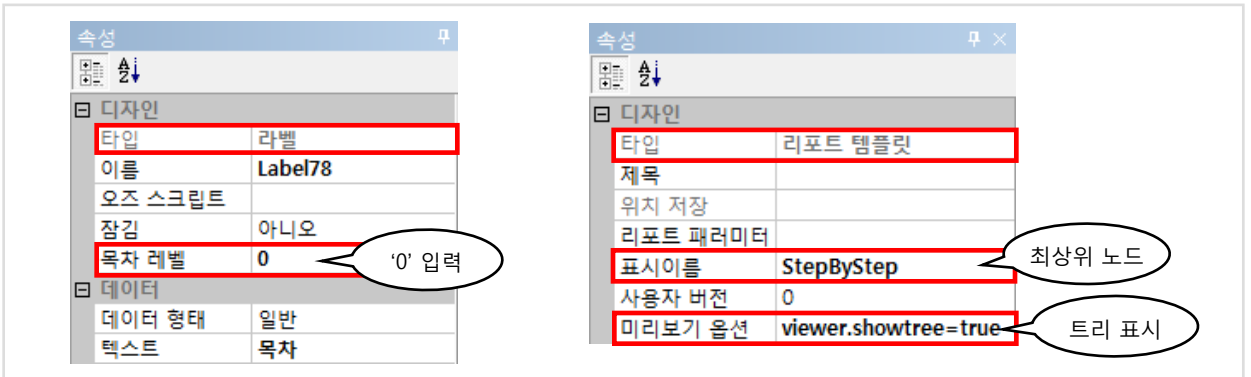 속성
디자인
타입 라벨
이름 Label78
오즈 스크립트
잠김 아니오
목차 레벨 0
'0' 입력
데이터
데이터 형태 일반
텍스트 목차
속성
디자인
타입 리포트 템플릿
제목
위치 저장
리포트 패러미터
표시이름 StepByStep
최상위 노드
사용자 버전 0
미리보기 옵션 viewer.showtree=true
트리 표시